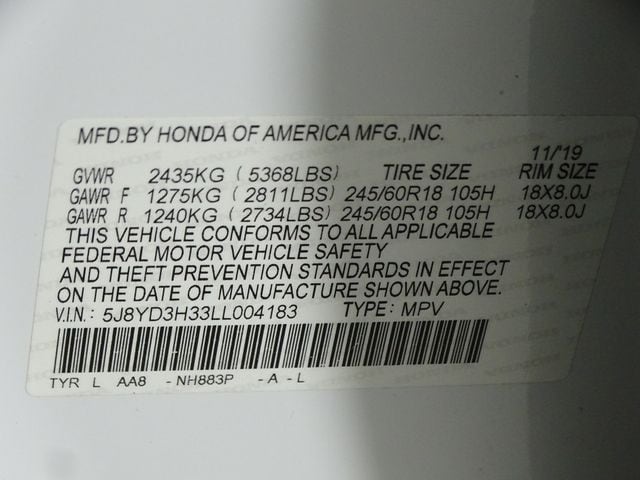 MFD.BY HONDA OF AMERICA MFG.,INC.
11/'19
GVWR 2435KG ( 5368LBS) TIRE SIZE RIM SIZE
GAWR F 1275KG ( 2811LBS) 245/60R18 105H 18X8.0J
GAWR R 1240KG ( 2734LBS) 245/60R18 105H 18X8.0J
THIS VEHICLE CONFORMS TO ALL APPLICABLE
FEDERAL MOTOR VEHICLE SAFETY
AND THEFT PREVENTION STANDARDS IN EFFECT
ON THE DATE OF MANUFACTURE SHOWN ABOVE.
V.I.N.: 5J8YD3H33LL004183 TYPE: MPV
TYR L AA8 - NH883P - A - L